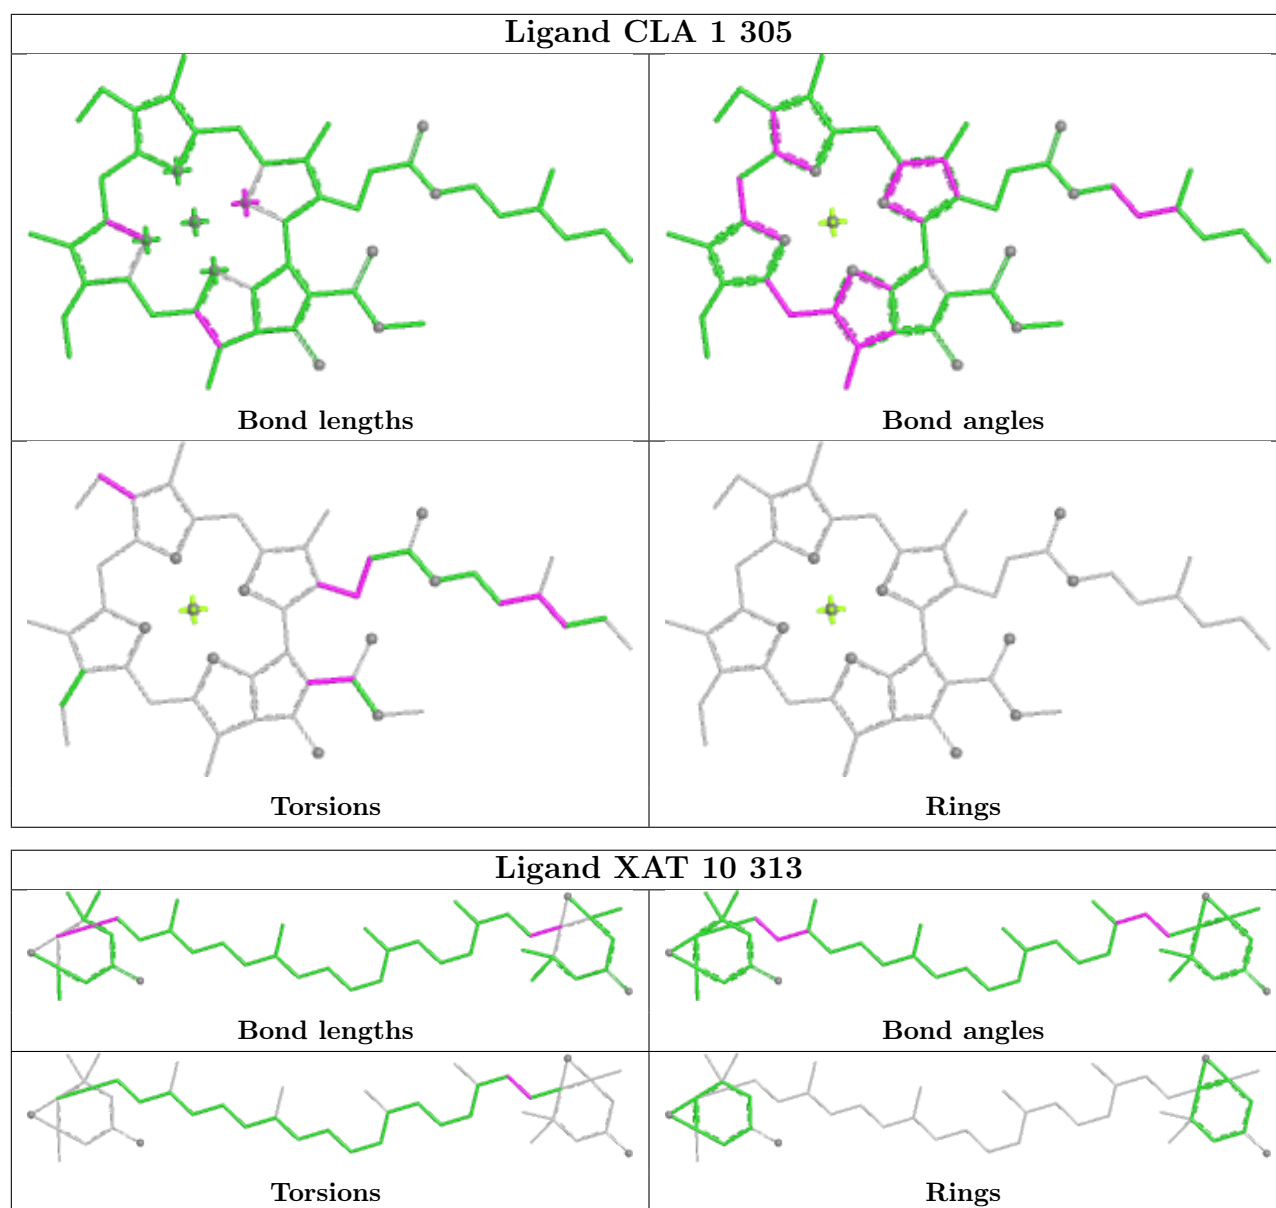 Ligand CLA 1 305
Bond lengths
Bond angles
Torsions
Rings
Ligand XAT 10 313
Bond lengths
Bond angles
Torsions
Rings